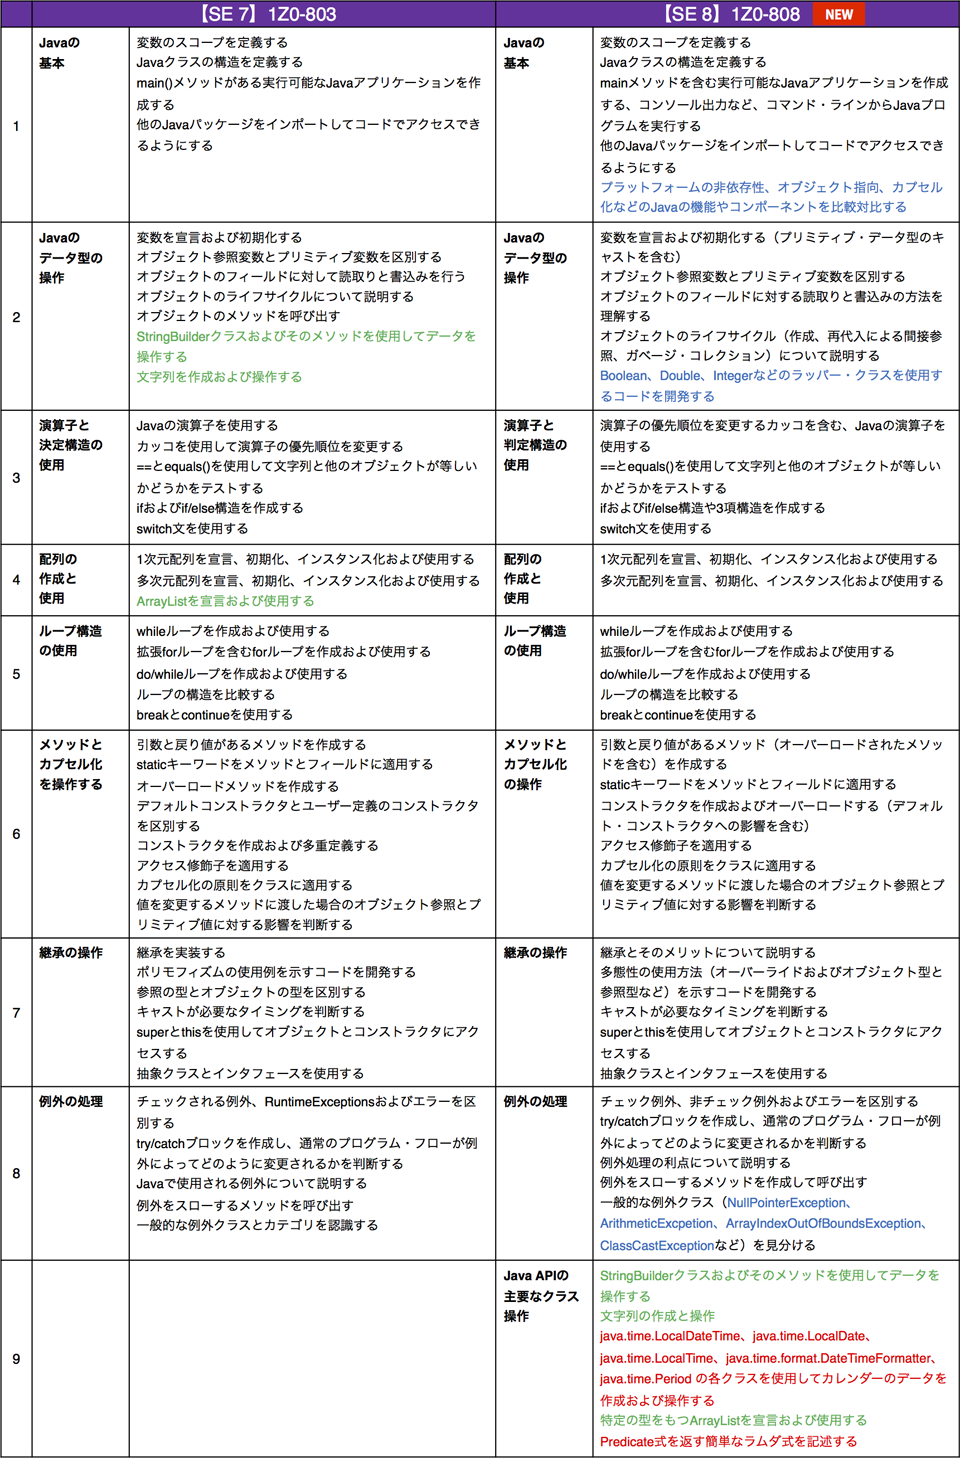 【SE 7】1Z0-803
【SE 8】1Z0-808 NEW
1
Javaの
基本
変数のスコープを定義する
Javaクラスの構造を定義する
main()メソッドがある実行可能なJavaアプリケーションを作
成する
他のJavaパッケージをインポートしてコードでアクセスでき
るようにする
Javaの
基本
変数のスコープを定義する
Javaクラスの構造を定義する
mainメソッドを含む実行可能なJavaアプリケーションを作成
する、コンソール出力など、コマンド・ラインからJavaプロ
グラムを実行する
他のJavaパッケージをインポートしてコードでアクセスでき
るようにする
プラットフォームの非依存性、オブジェクト指向、カプセル
化などのJavaの機能やコンポーネントを比較対比する
2
Javaの
データ型の
操作
変数を宣言および初期化する
オブジェクト参照変数とプリミティブ変数を区別する
オブジェクトのフィールドに対して読取りと書込みを行う
オブジェクトのライフサイクルについて説明する
オブジェクトのメソッドを呼び出す
StringBuilderクラスおよびそのメソッドを使用してデータを
操作する
文字列を作成および操作する
Javaの
データ型の
操作
変数を宣言および初期化する（プリミティブ・データ型のキ
ャストを含む）
オブジェクト参照変数とプリミティブ変数を区別する
オブジェクトのフィールドに対する読取りと書込みの方法を
理解する
オブジェクトのライフサイクル（作成、再代入による間接参
照、ガベージ・コレクション）について説明する
Boolean、Double、Integerなどのラッパー・クラスを使用す
るコードを開発する
3
演算子と
決定構造の
使用
Javaの演算子を使用する
カッコを使用して演算子の優先順位を変更する
==とequals()を使用して文字列と他のオブジェクトが等しい
かどうかをテストする
ifおよびif/else構造を作成する
switch文を使用する
演算子と
判定構造の
使用
演算子の優先順位を変更するカッコを含む、Javaの演算子を
使用する
==とequals()を使用して文字列と他のオブジェクトが等しい
かどうかをテストする
ifおよびif/else構造や3項構造を作成する
switch文を使用する
4
配列の
作成と
使用
1次元配列を宣言、初期化、インスタンス化および使用する
多次元配列を宣言、初期化、インスタンス化および使用する
ArrayListを宣言および使用する
配列の
作成と
使用
1次元配列を宣言、初期化、インスタンス化および使用する
多次元配列を宣言、初期化、インスタンス化および使用する
5
ループ構造
の使用
whileループを作成および使用する
拡張forループを含むforループを作成および使用する
do/whileループを作成および使用する
ループの構造を比較する
breakとcontinueを使用する
ループ構造
の使用
whileループを作成および使用する
拡張forループを含むforループを作成および使用する
do/whileループを作成および使用する
ループの構造を比較する
breakとcontinueを使用する
6
メソッドと
カプセル化
を操作する
引数と戻り値があるメソッドを作成する
staticキーワードをメソッドとフィールドに適用する
オーバーロードメソッドを作成する
デフォルトコンストラクタとユーザー定義のコンストラクタ
を区別する
コンストラクタを作成および多重定義する
アクセス修飾子を適用する
カプセル化の原則をクラスに適用する
値を変更するメソッドに渡した場合のオブジェクト参照とプ
リミティブ値に対する影響を判断する
メソッドと
カプセル化
の操作
引数と戻り値があるメソッド（オーバーロードされたメソッ
ドを含む）を作成する
staticキーワードをメソッドとフィールドに適用する
コンストラクタを作成およびオーバーロードする（デフォル
ト・コンストラクタへの影響を含む）
アクセス修飾子を適用する
カプセル化の原則をクラスに適用する
値を変更するメソッドに渡した場合のオブジェクト参照とプ
リミティブ値に対する影響を判断する
7
継承の操作
継承を実装する
ポリモフィズムの使用例を示すコードを開発する
参照の型とオブジェクトの型を区別する
キャストが必要なタイミングを判断する
superとthisを使用してオブジェクトとコンストラクタにアク
セスする
抽象クラスとインタフェースを使用する
継承の操作
継承とそのメリットについて説明する
多態性の使用方法（オーバーライドおよびオブジェクト型と
参照型など）を示すコードを開発する
キャストが必要なタイミングを判断する
superとthisを使用してオブジェクトとコンストラクタにアク
セスする
抽象クラスとインタフェースを使用する
8
例外の処理
チェックされる例外、RuntimeExceptionsおよびエラーを区
別する
try/catchブロックを作成し、通常のプログラム・フローが例
外によってどのように変更されるかを判断する
Javaで使用される例外について説明する
例外をスローするメソッドを呼び出す
一般的な例外クラスとカテゴリを認識する
例外の処理
チェック例外、非チェック例外およびエラーを区別する
try/catchブロックを作成し、通常のプログラム・フローが例
外によってどのように変更されるかを判断する
例外処理の利点について説明する
例外をスローするメソッドを作成して呼び出す
一般的な例外クラス（NullPointerException、
ArithmeticExcpetion、ArrayIndexOutOfBoundsException、
ClassCastExceptionなど）を見分ける
9
Java APIの
主要なクラス
操作
StringBuilderクラスおよびそのメソッドを使用してデータを
操作する
文字列の作成と操作
java.time.LocalDateTime、java.time.LocalDate、
java.time.LocalTime、java.time.format.DateTimeFormatter、
java.time.Period の各クラスを使用してカレンダーのデータを
作成および操作する
特定の型をもつArrayListを宣言および使用する
Predicate式を返す簡単なラムダ式を記述する